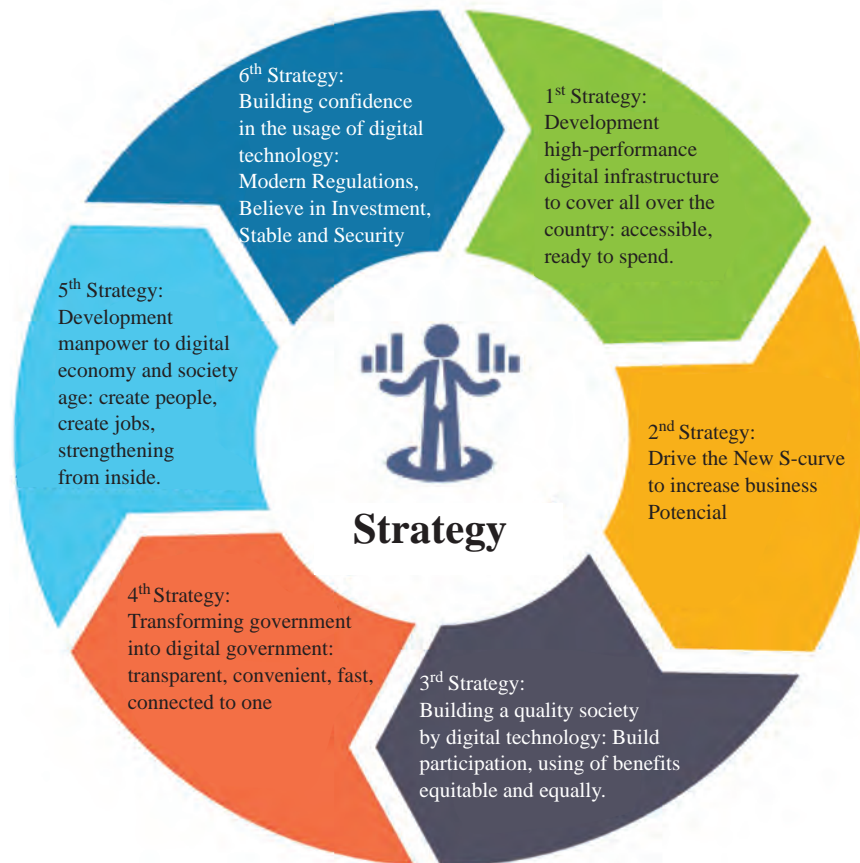 6th Strategy:
Building confidence
in the usage of digital
technology:
Modern Regulations,
Believe in Investment,
Stable and Security
1st Strategy:
Development
high-performance
digital infrastructure
to cover all over the
country: accessible,
ready to spend.
2nd Strategy:
Drive the New S-curve
to increase business
Potencial
3rd Strategy:
Building a quality society
by digital technology: Build
participation, using of benefits
equitable and equally.
4th Strategy:
Transforming government
into digital government:
transparent, convenient, fast,
connected to one
5th Strategy:
Development
manpower to digital
economy and society
age: create people,
create jobs,
strengthening
from inside.
Strategy